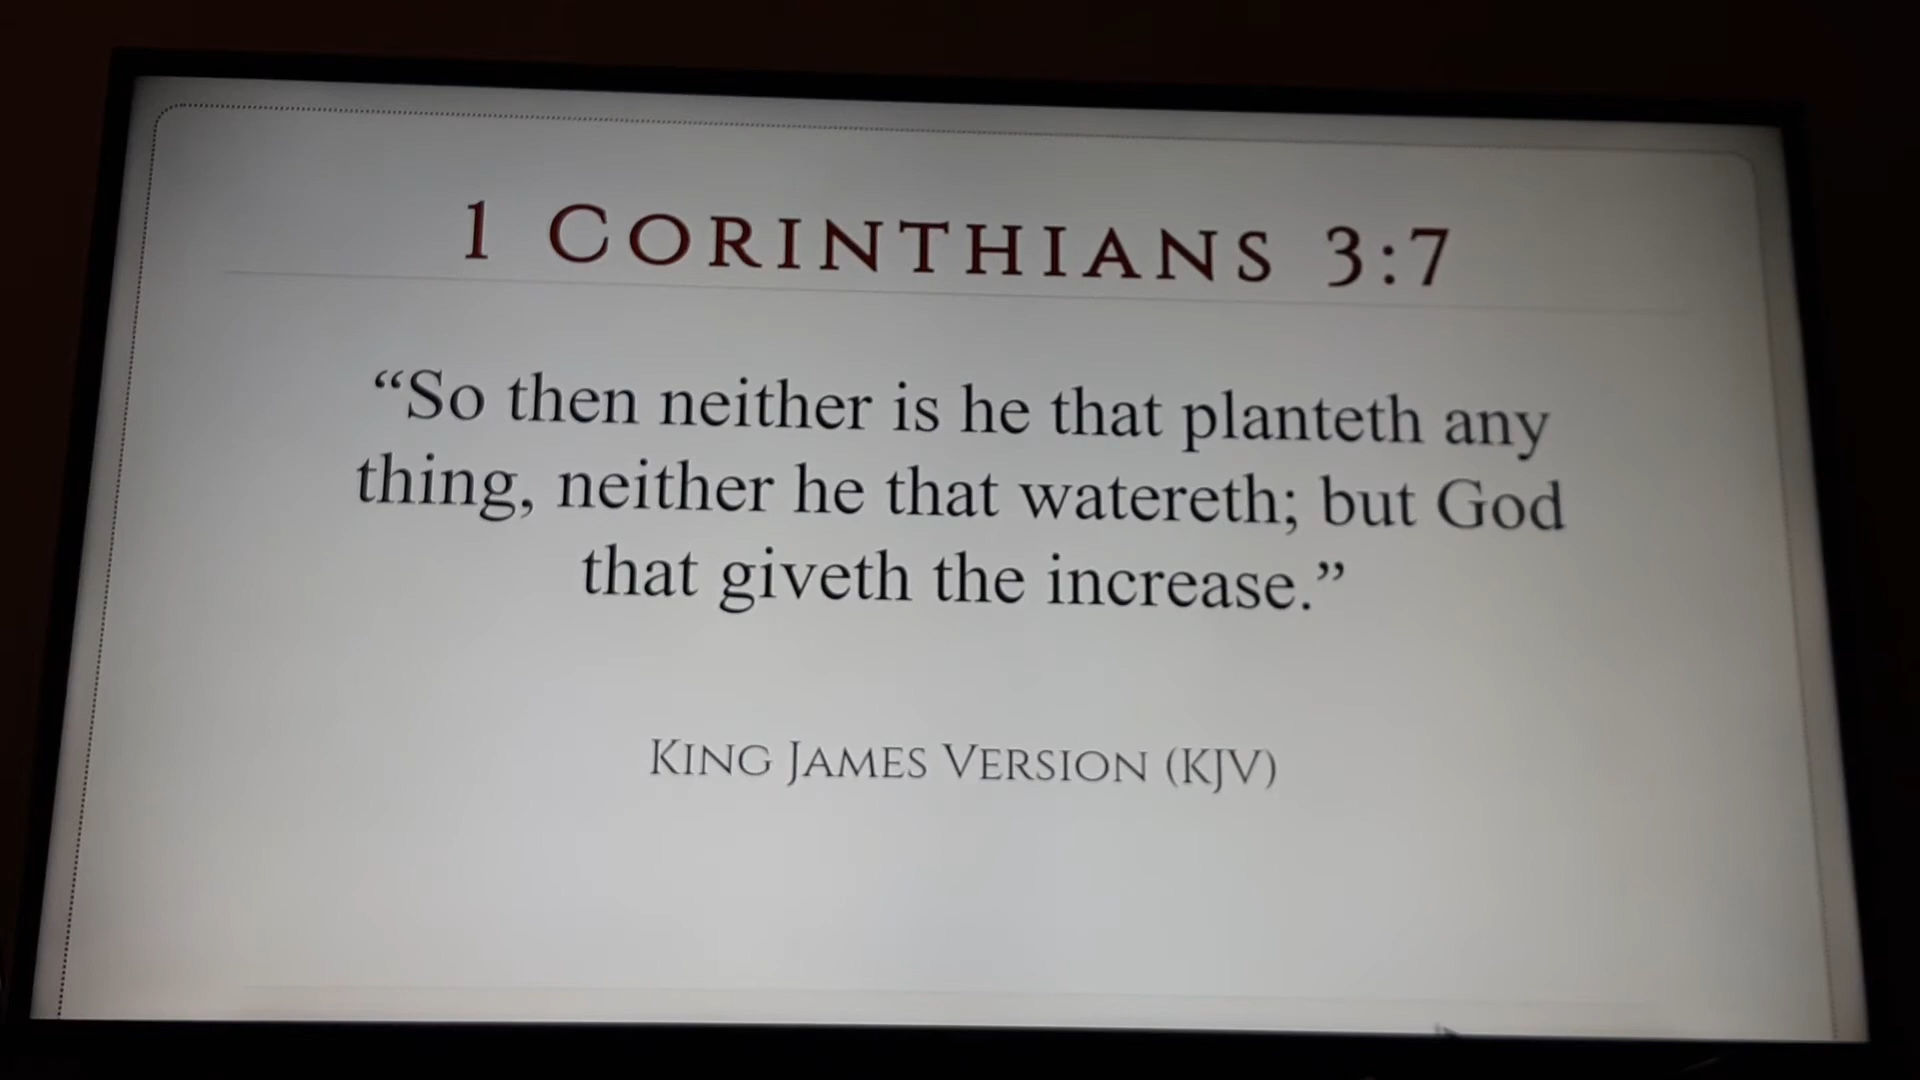 1 CORINTHIANS 3:7
“So then neither is he that planteth any
thing, neither he that watereth; but God
that giveth the increase.”
KING JAMES VERSION (KJV)